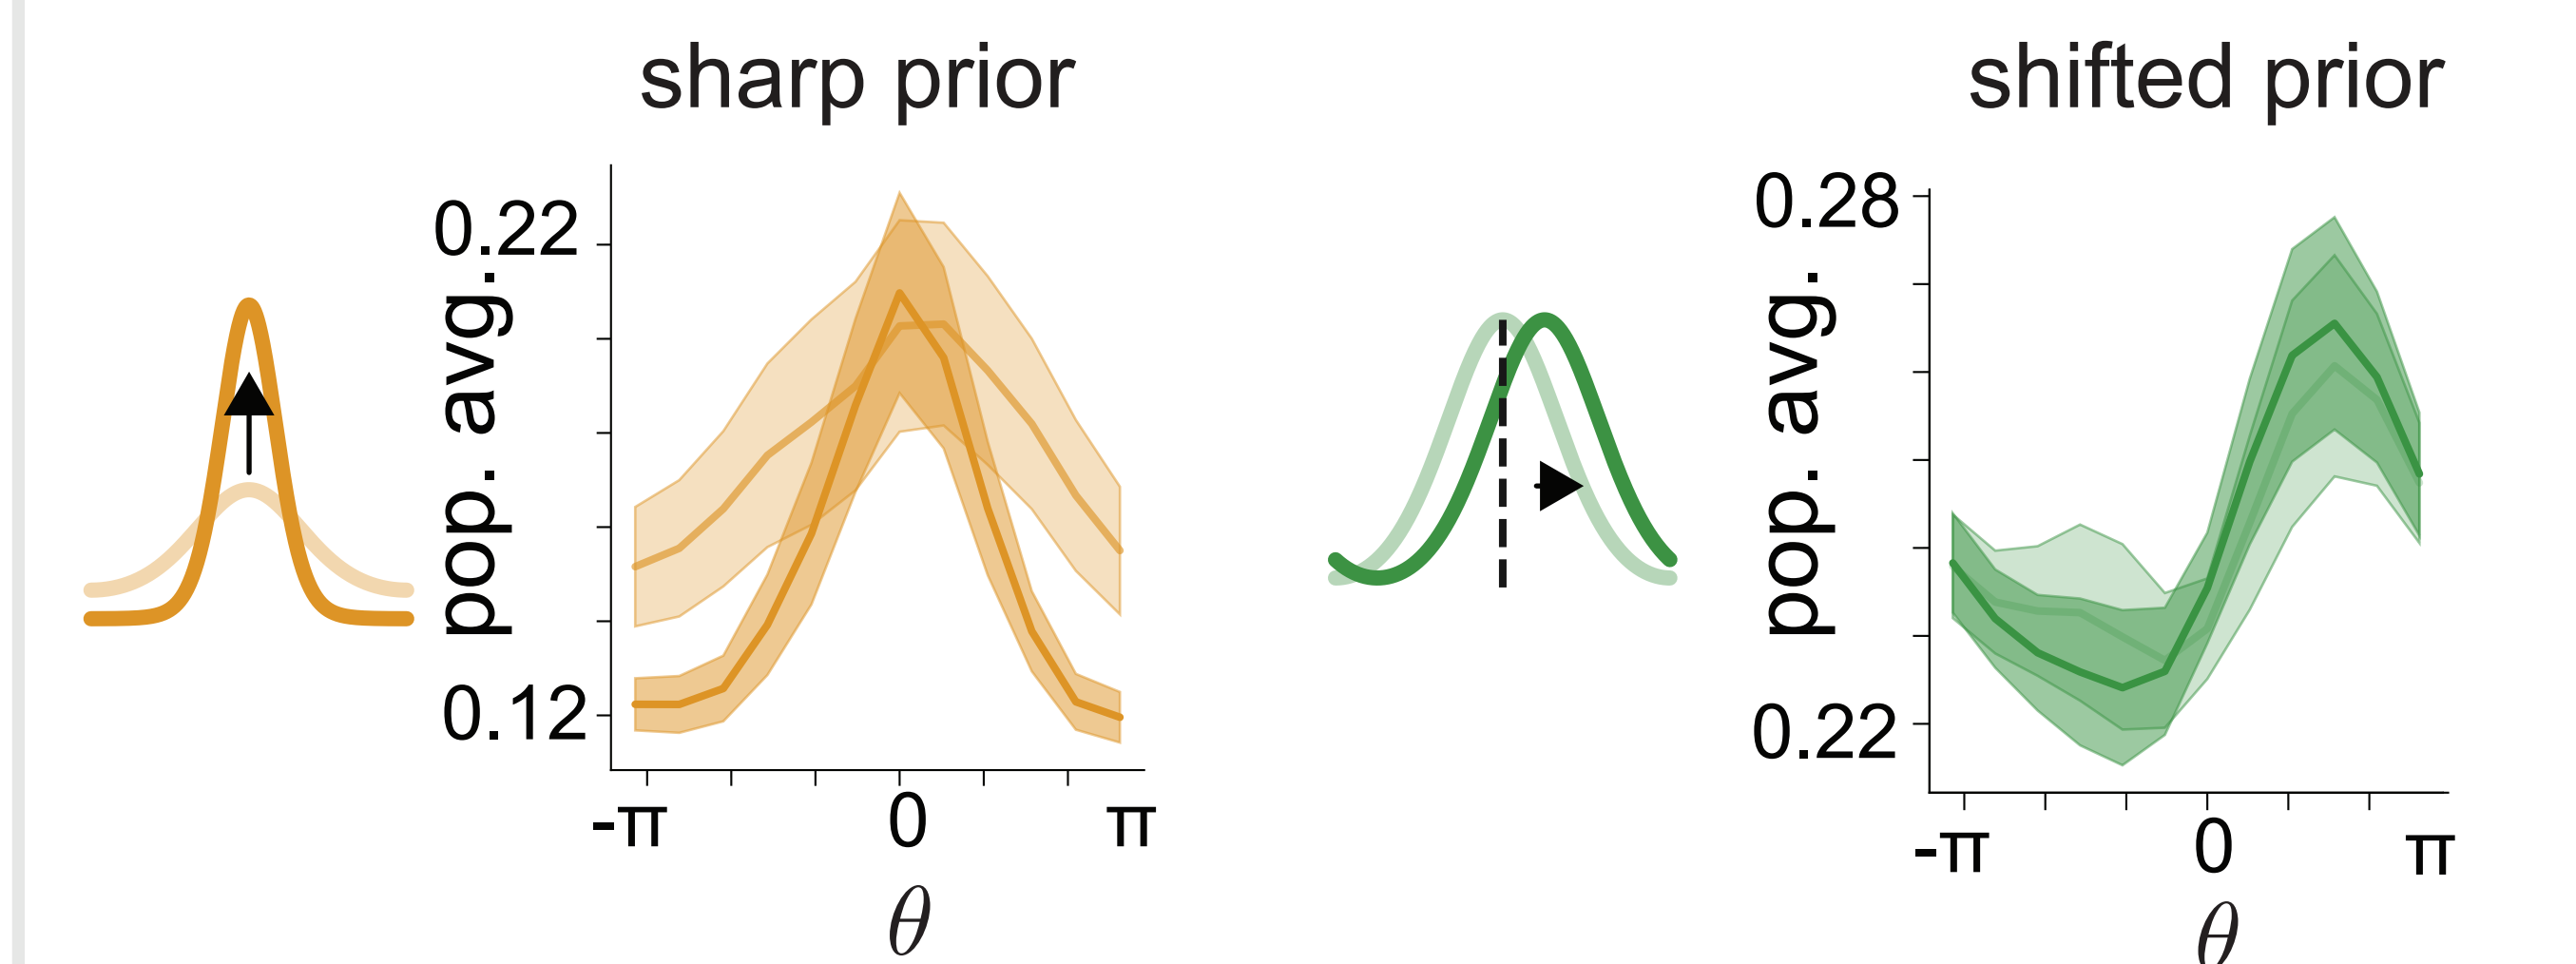 sharp prior
0.22
pop. avg.
0.12
-π 0 π
θ
shifted prior
0.28
pop. avg.
0.22
-π 0 π
θ